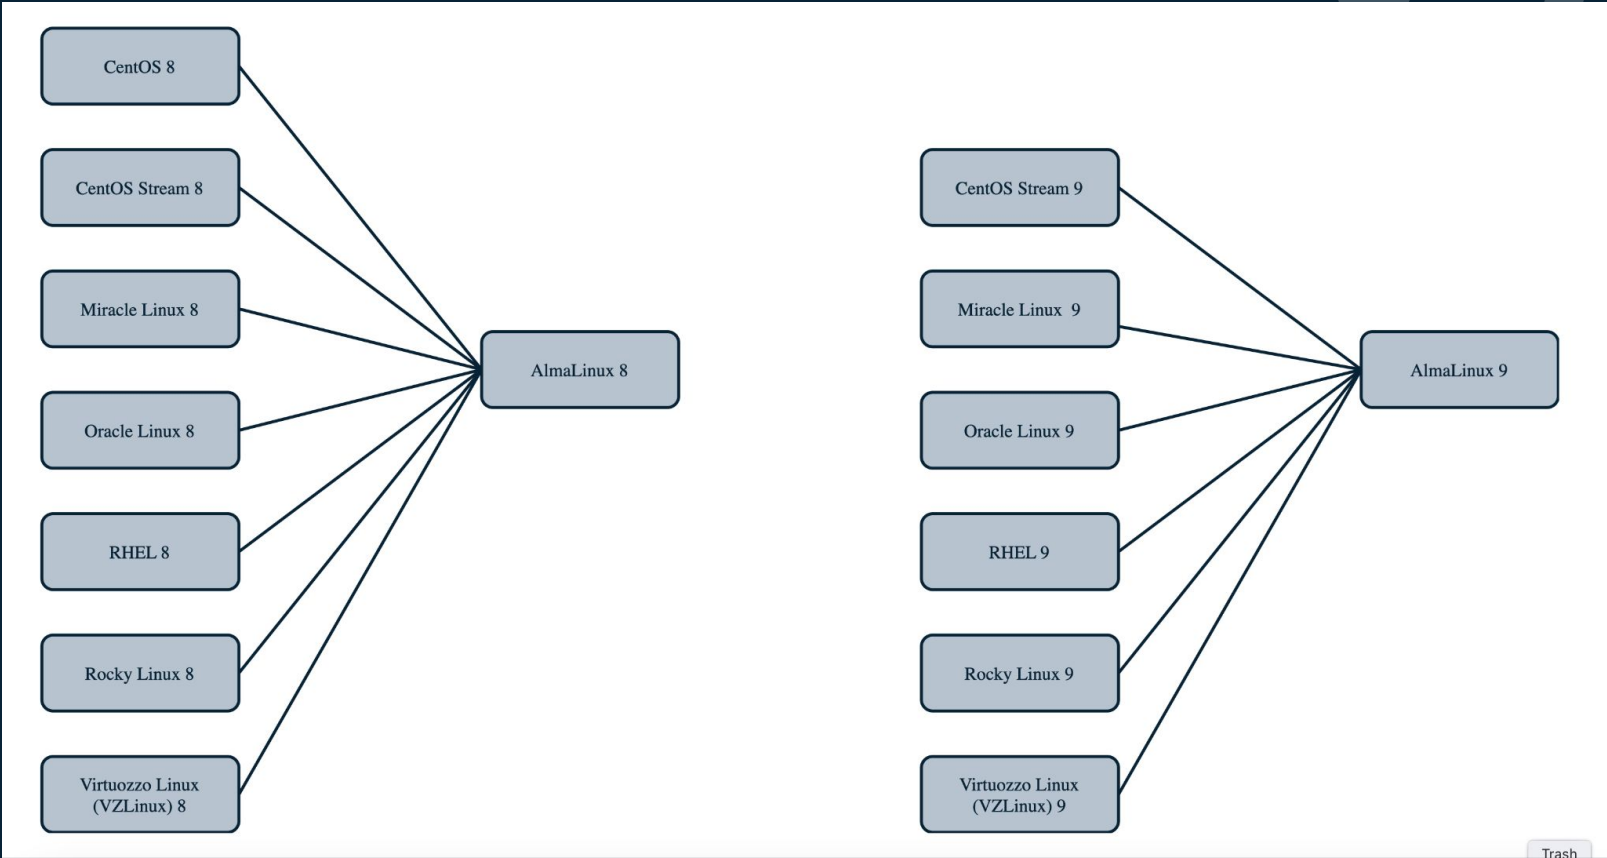 CentOS 8
CentOS Stream 8
Miracle Linux 8
Oracle Linux 8
RHEL 8
Rocky Linux 8
Virtuozzo Linux
(VZLinux) 8
AlmaLinux 8
CentOS Stream 9
Miracle Linux 9
Oracle Linux 9
RHEL 9
Rocky Linux 9
Virtuozzo Linux
(VZLinux) 9
AlmaLinux 9
Trash